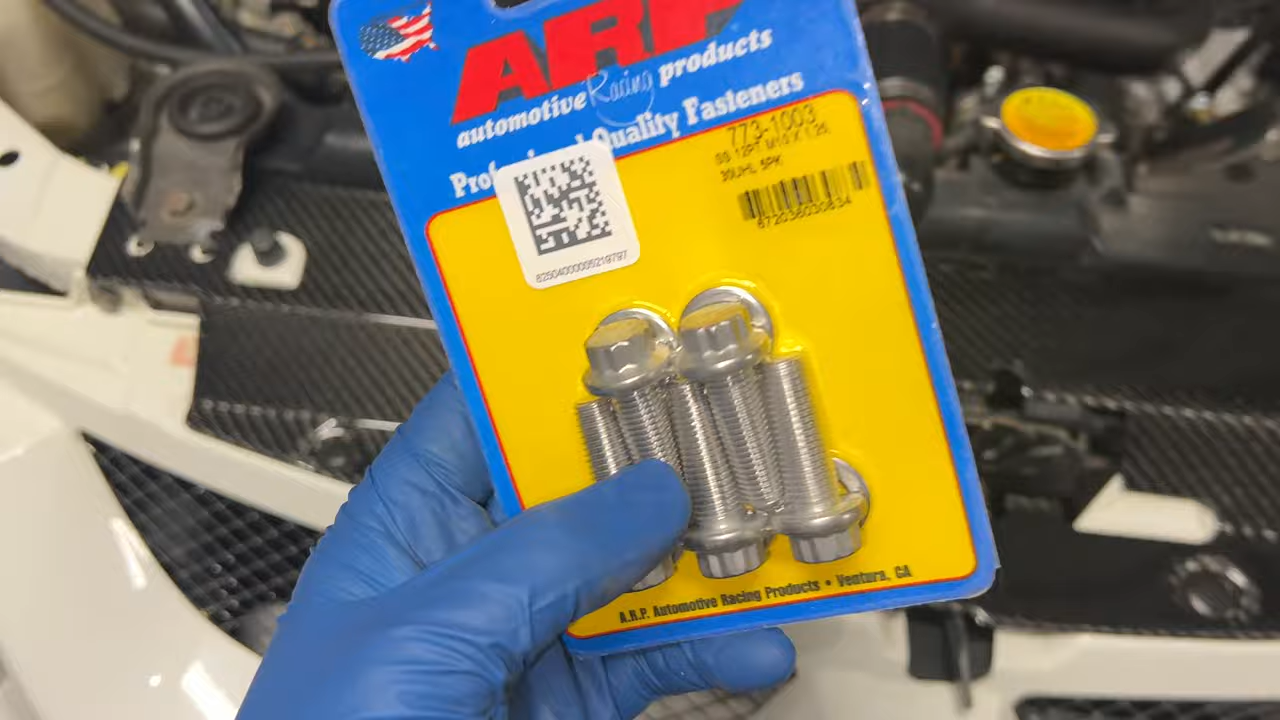 ARP
automotive Racing products
Professional Quality Fasteners
773-1003
SS 12PT M10 X 1.25,
30UHL 5PK
672036030834
A.R.P. Automotive Racing Products • Ventura, CA